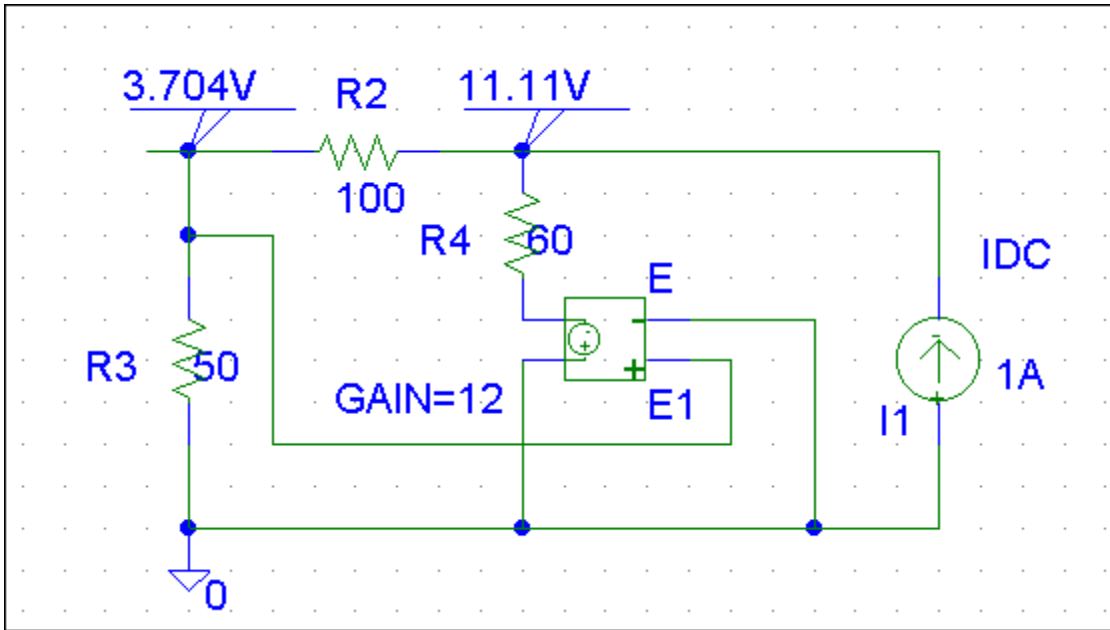 3.704V
R2
11.11V
100
R4
60
E
IDC
R3
50
GAIN=12
E1
1A
I1
0